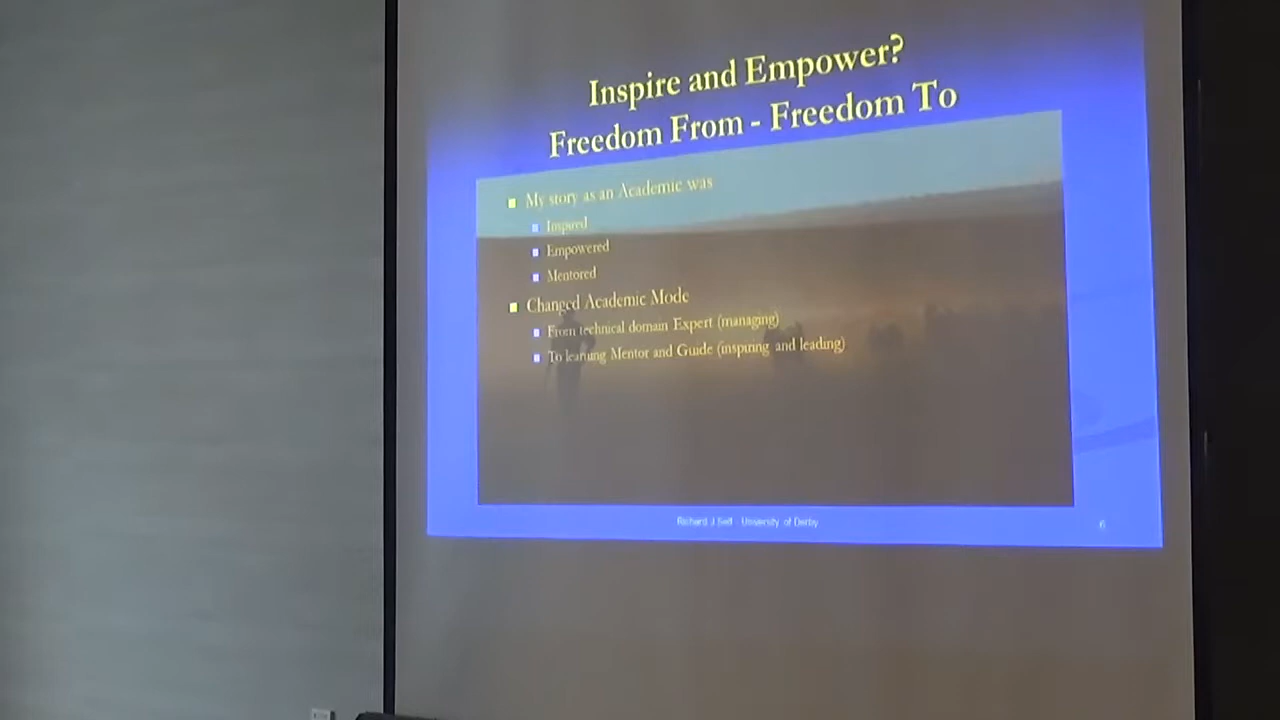 Inspire and Empower?
Freedom From - Freedom To
My story as an Academic was
Inspired
Empowered
Mentored
Changed Academic Mode
From technical domain Expert (managing)
To learning Mentor and Guide (inspiring and leading)
Richard J Self - University of Derby
6